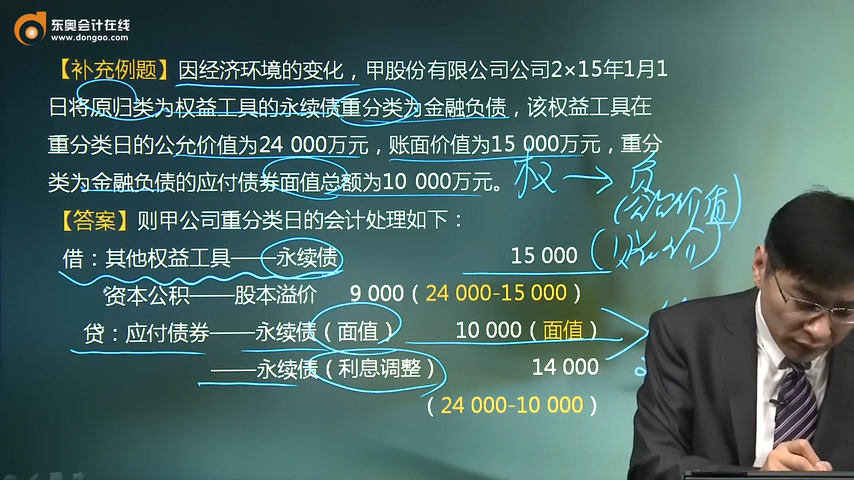 东奥会计在线
www.dongao.com
【补充例题】因经济环境的变化，甲股份有限公司公司2×15年1月1
日将原归类为权益工具的永续债重分类为金融负债，该权益工具在
重分类日的公允价值为24 000万元，账面价值为15 000万元，重分
类为金融负债的应付债券面值总额为10 000万元。
权 → 负
(公允价值)
【答案】则甲公司重分类日的会计处理如下：
借：其他权益工具——永续债 15 000
资本公积——股本溢价 9 000（24 000-15 000）
贷：应付债券——永续债（面值） 10 000（面值）
——永续债（利息调整） 14 000
（24 000-10 000）